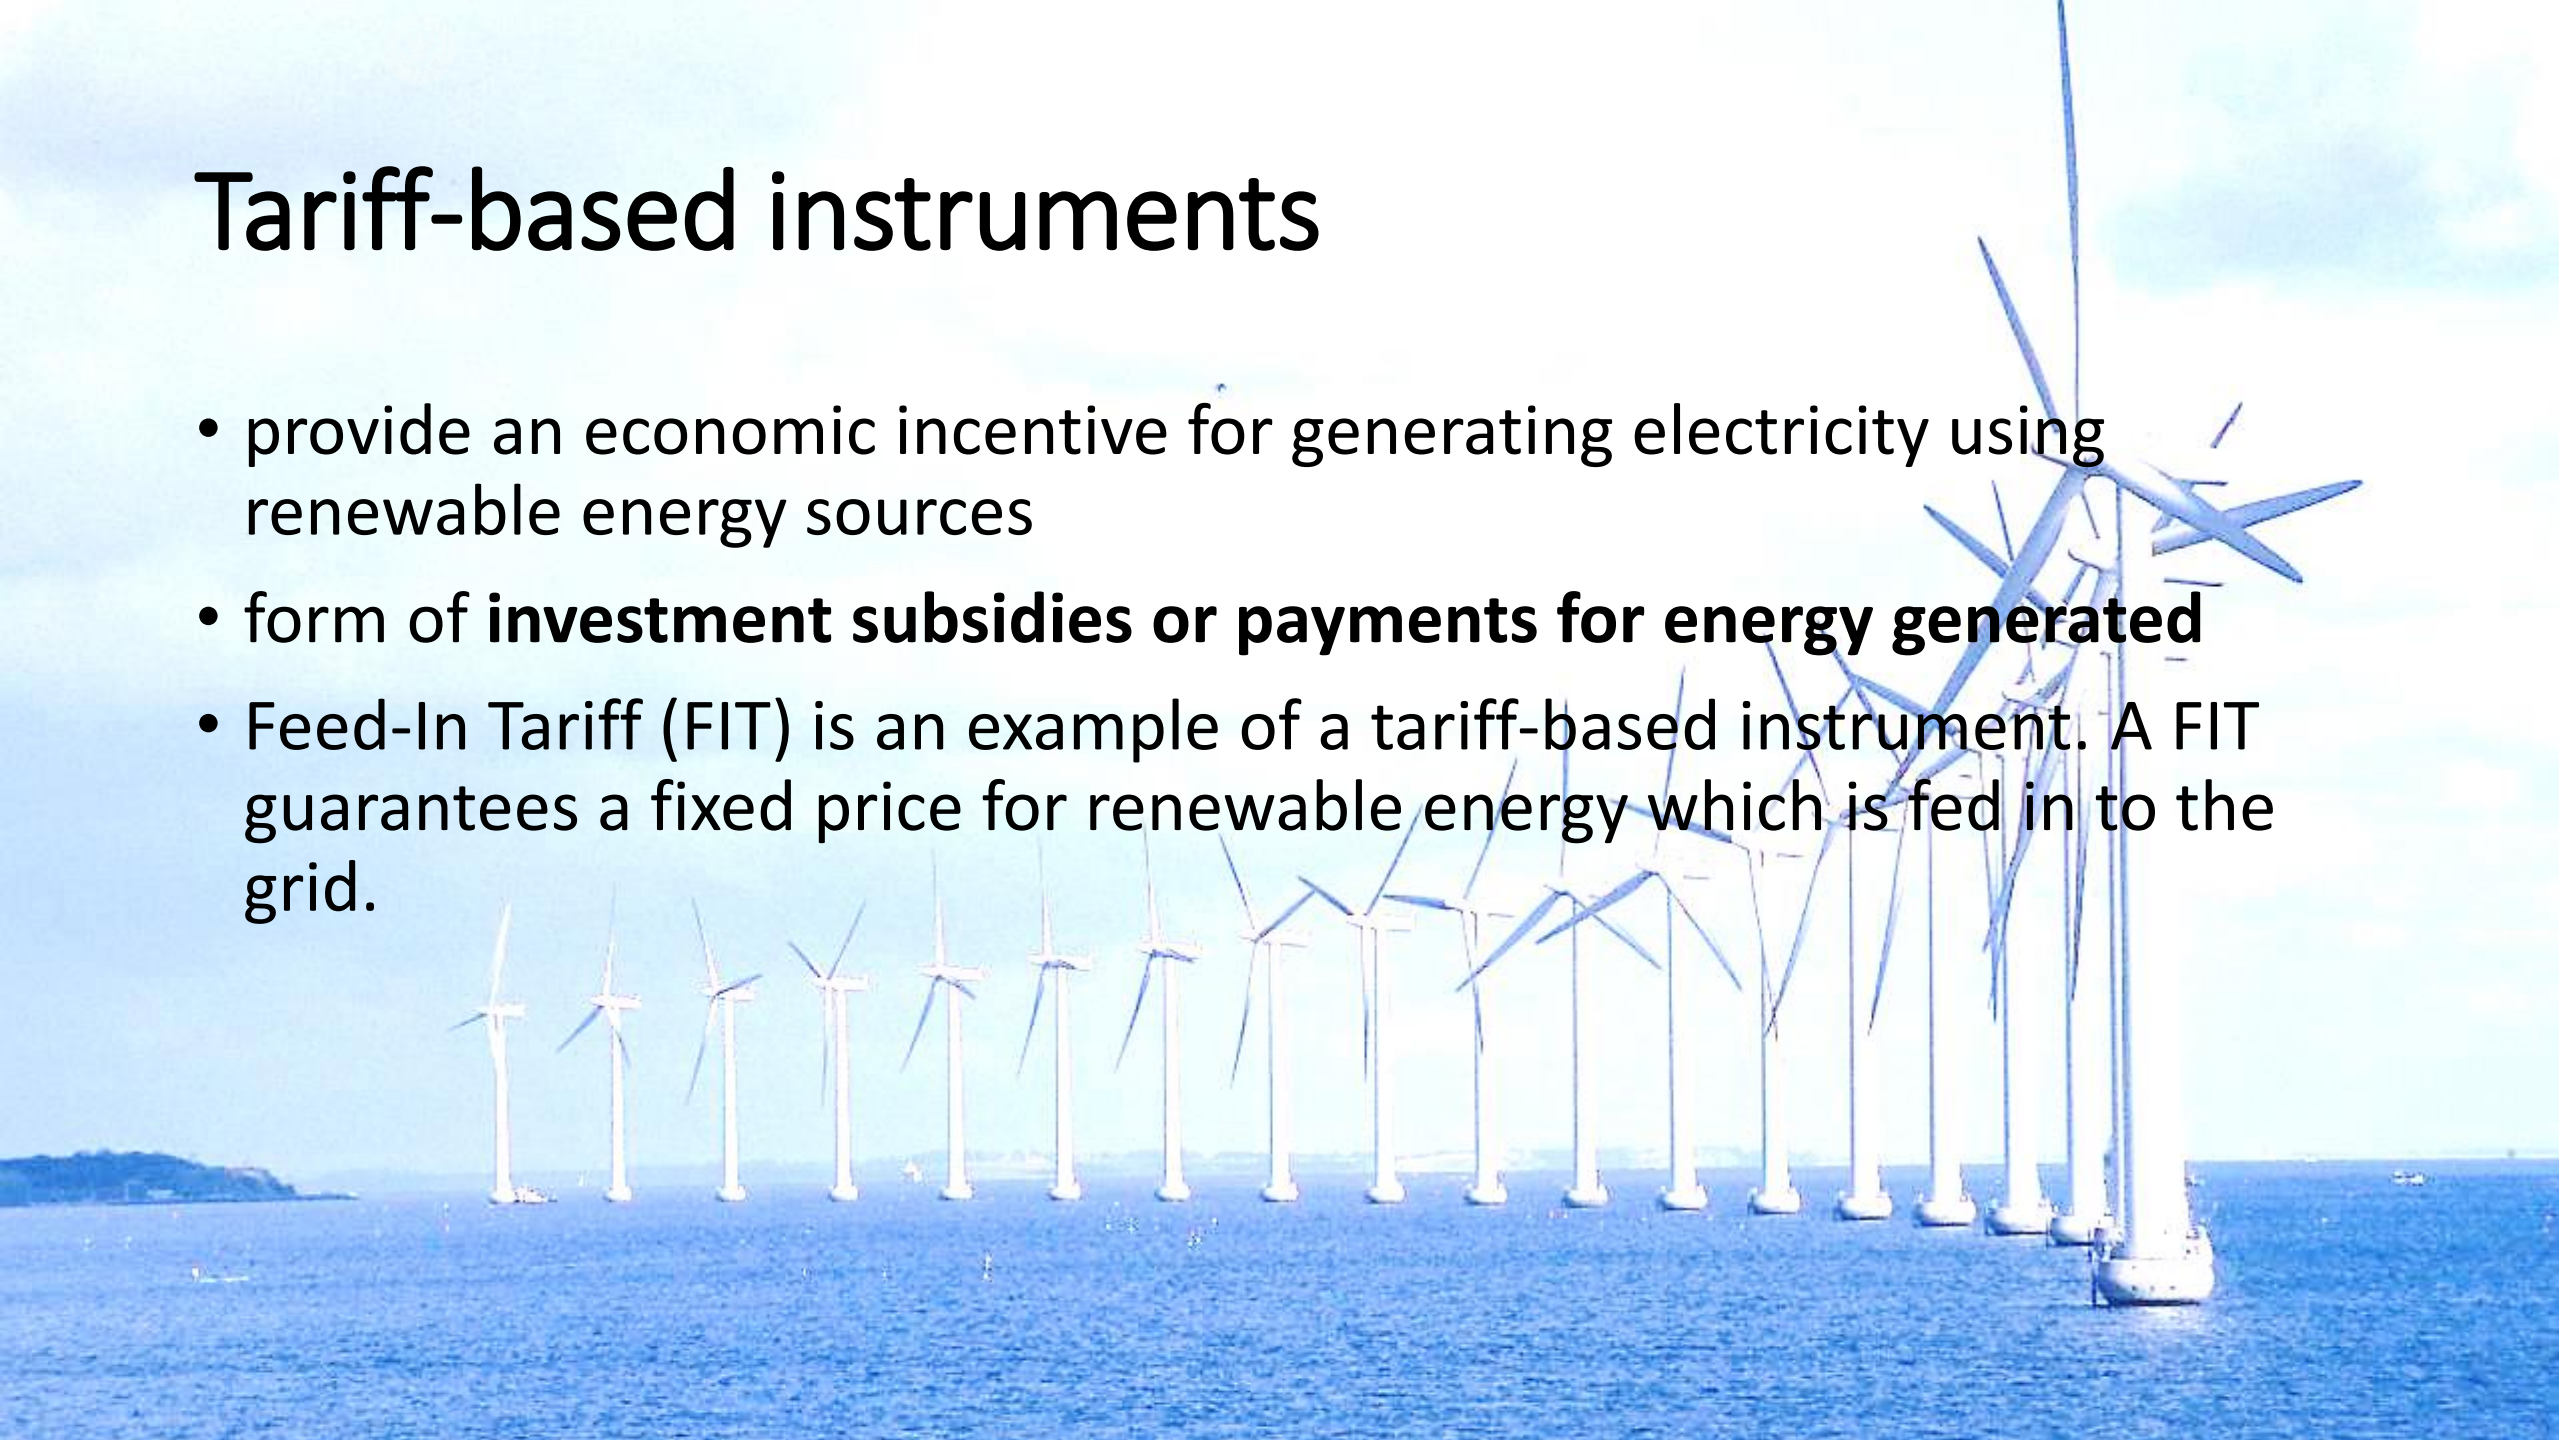 Tariff-based instruments
• provide an economic incentive for generating electricity using
renewable energy sources
• form of investment subsidies or payments for energy generated
• Feed-In Tariff (FIT) is an example of a tariff-based instrument. A FIT
guarantees a fixed price for renewable energy which is fed in to the
grid.